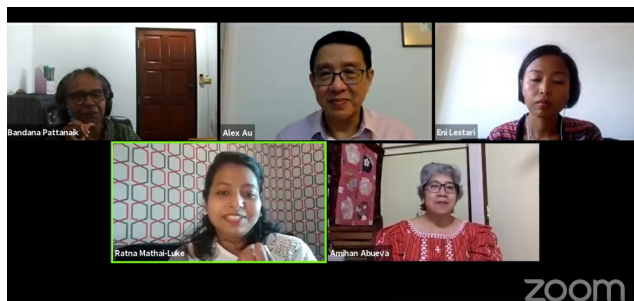 Bandana Pattanaik
Alex Au
Eni Lestari
Ratna Mathai-Luke
Amihan Abueva
zoom